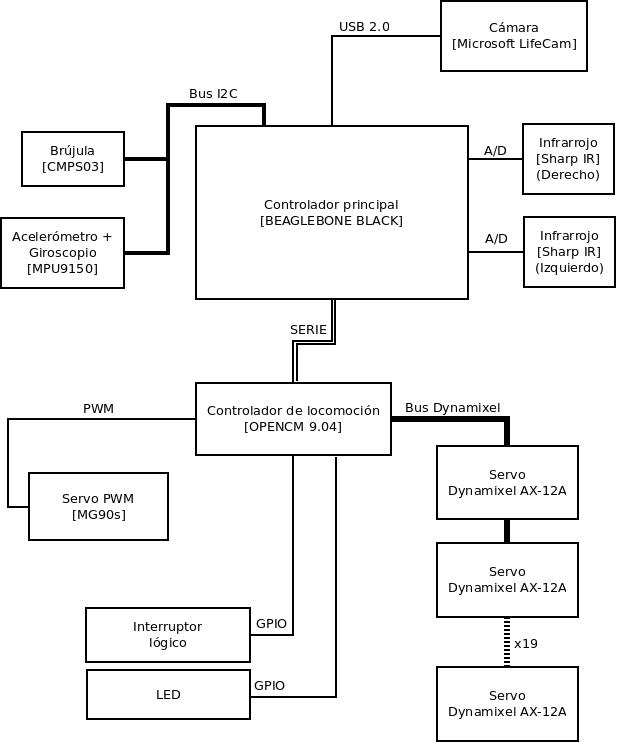 USB 2.0
Cámara
[Microsoft LifeCam]
Bus I2C
Brújula
[CMPS03]
Acelerómetro +
Giroscopio
[MPU9150]
Controlador principal
[BEAGLEBONE BLACK]
A/D
Infrarrojo
[Sharp IR]
(Derecho)
A/D
Infrarrojo
[Sharp IR]
(Izquierdo)
SERIE
Controlador de locomoción
[OPENCM 9.04]
PWM
Servo PWM
[MG90s]
Bus Dynamixel
Servo
Dynamixel AX-12A
Servo
Dynamixel AX-12A
x19
Servo
Dynamixel AX-12A
GPIO
Interruptor
lógico
GPIO
LED